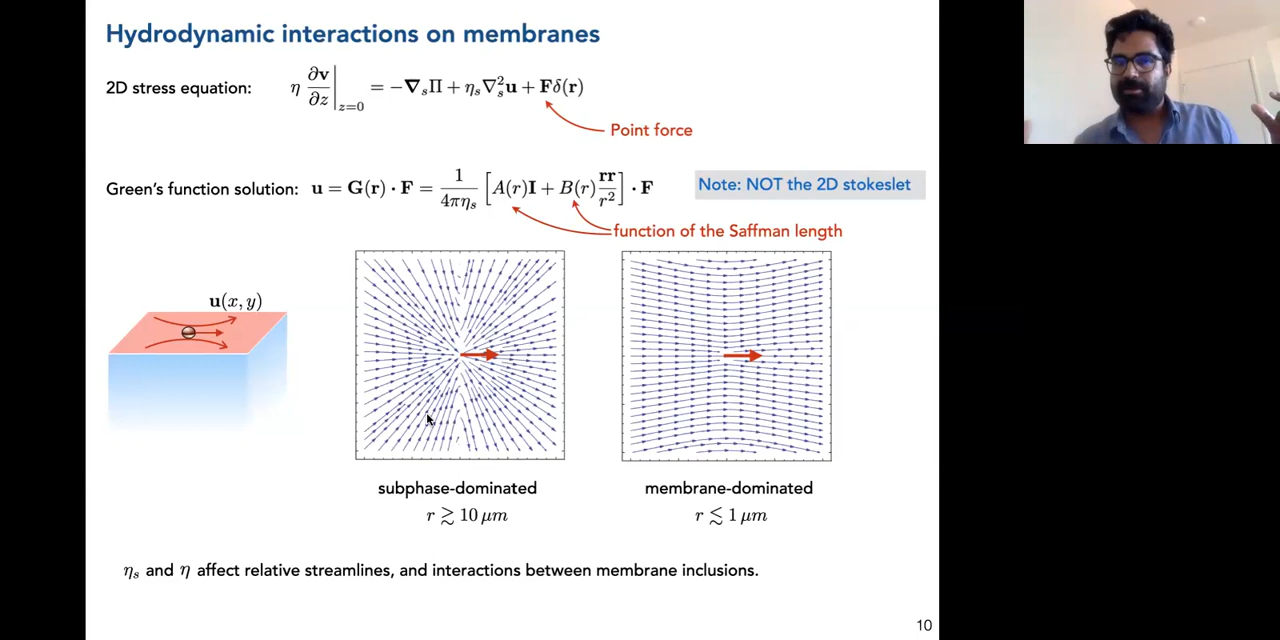 Hydrodynamic interactions on membranes
2D stress equation: η ∂v/∂z |z=0 = −∇sΠ + ηs∇s²u + Fδ(r)
Point force
Green's function solution: u = G(r) · F = 1/4πηs [A(r)I + B(r) rr/r²] · F
Note: NOT the 2D stokeslet
function of the Saffman length
u(x, y)
subphase-dominated
r ≳ 10 μm
membrane-dominated
r ≲ 1 μm
ηs and η affect relative streamlines, and interactions between membrane inclusions.
10